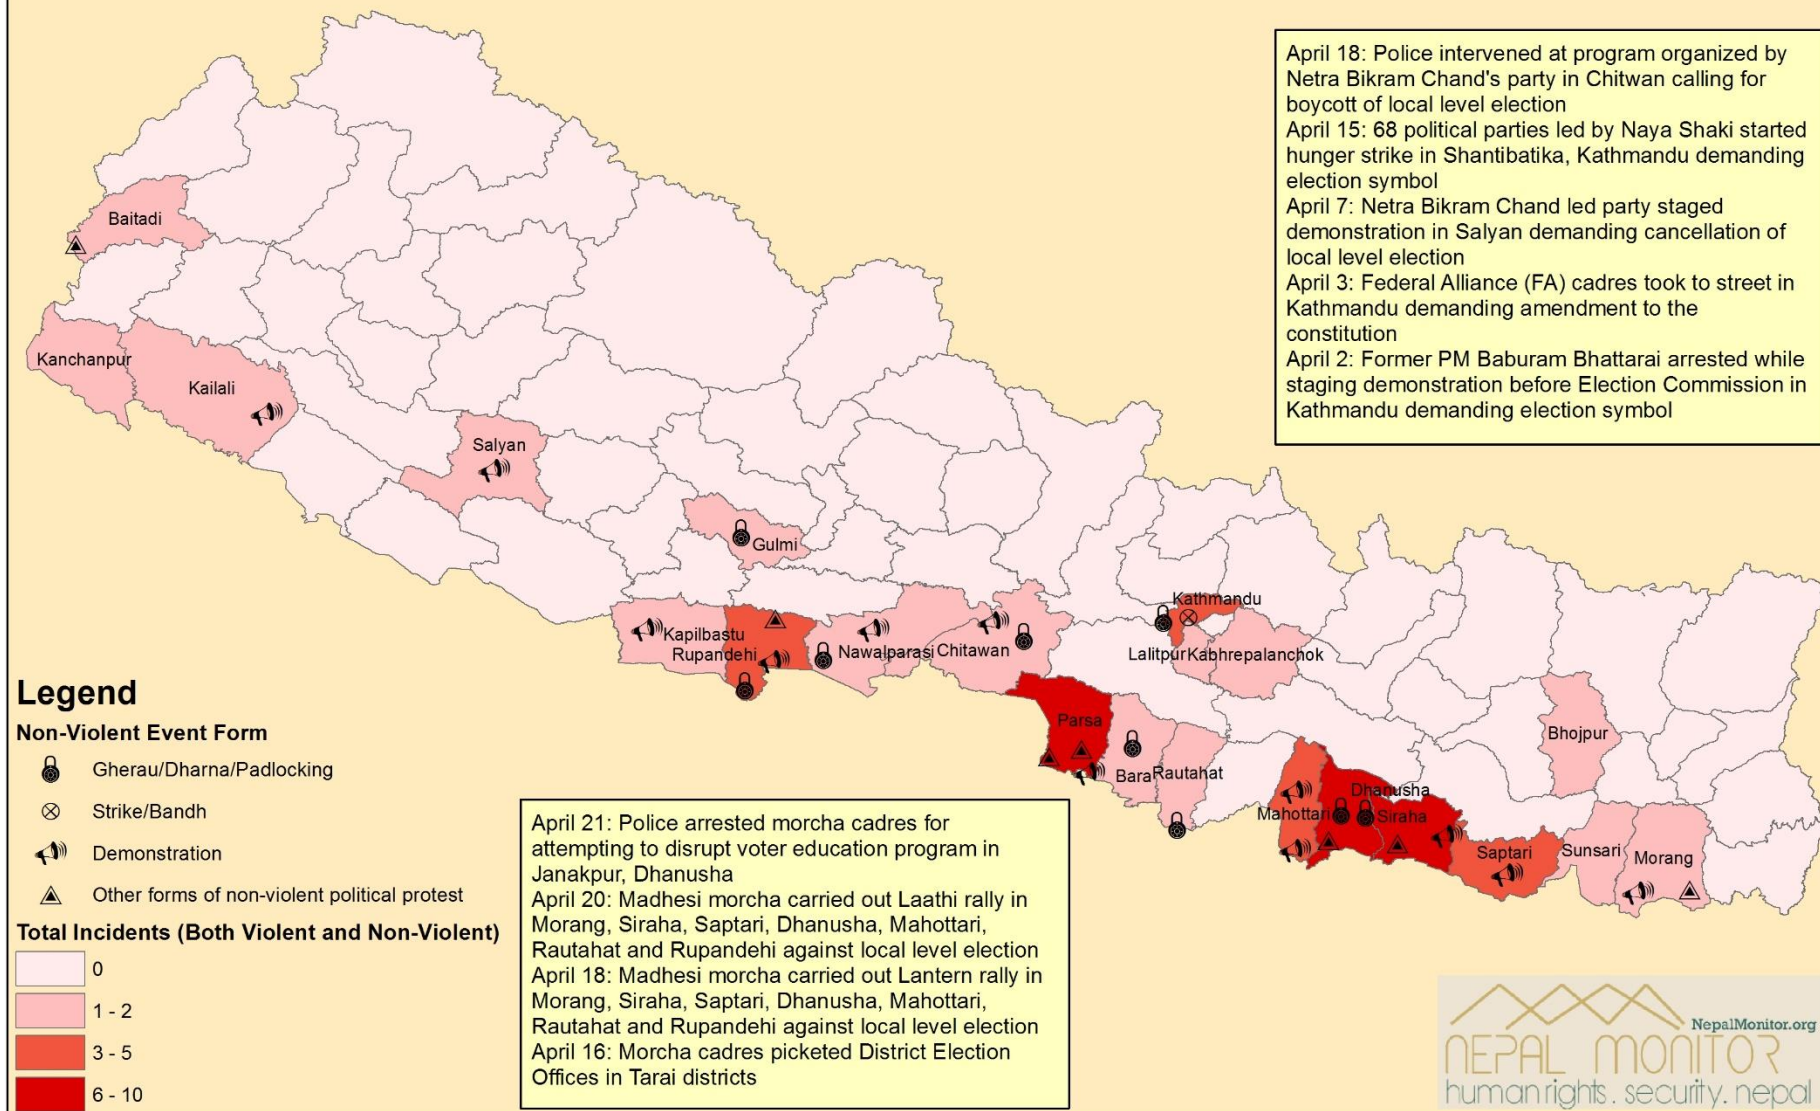 April 18: Police intervened at program organized by
Netra Bikram Chand's party in Chitwan calling for
boycott of local level election
April 15: 68 political parties led by Naya Shaki started
hunger strike in Shantibatika, Kathmandu demanding
election symbol
April 7: Netra Bikram Chand led party staged
demonstration in Salyan demanding cancellation of
local level election
April 3: Federal Alliance (FA) cadres took to street in
Kathmandu demanding amendment to the
constitution
April 2: Former PM Baburam Bhattarai arrested while
staging demonstration before Election Commission in
Kathmandu demanding election symbol
Baitadi
Kanchanpur
Kailali
Salyan
Gulmi
Kathmandu
Kapilbastu
Rupandehi
Nawalparasi
Chitawan
Lalitpur
Kabhrepalanchok
Parsa
Bara
Rautahat
Bhojpur
Dhanusha
Mahottari
Siraha
Saptari
Sunsari
Morang
Legend
Non-Violent Event Form
Gherau/Dharna/Padlocking
Strike/Bandh
Demonstration
Other forms of non-violent political protest
Total Incidents (Both Violent and Non-Violent)
0
1 - 2
3 - 5
6 - 10
April 21: Police arrested morcha cadres for
attempting to disrupt voter education program in
Janakpur, Dhanusha
April 20: Madhesi morcha carried out Laathi rally in
Morang, Siraha, Saptari, Dhanusha, Mahottari,
Rautahat and Rupandehi against local level election
April 18: Madhesi morcha carried out Lantern rally in
Morang, Siraha, Saptari, Dhanusha, Mahottari,
Rautahat and Rupandehi against local level election
April 16: Morcha cadres picketed District Election
Offices in Tarai districts
NepalMonitor.org
NEPAL MONITOR
human rights. security. nepal